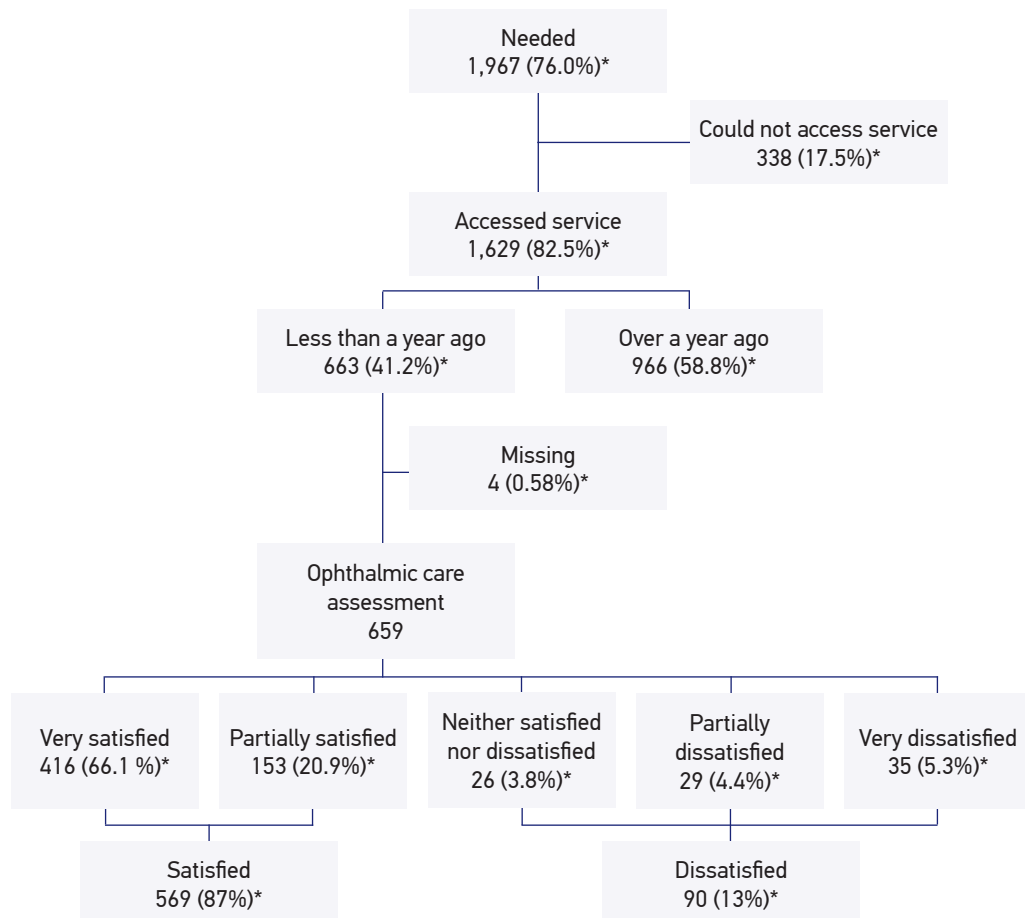 Needed
1,967 (76.0%)*
Could not access service
338 (17.5%)*
Accessed service
1,629 (82.5%)*
Less than a year ago
663 (41.2%)*
Over a year ago
966 (58.8%)*
Missing
4 (0.58%)*
Ophthalmic care
assessment
659
Very satisfied
416 (66.1 %)*
Partially satisfied
153 (20.9%)*
Neither satisfied
nor dissatisfied
26 (3.8%)*
Partially
dissatisfied
29 (4.4%)*
Very dissatisfied
35 (5.3%)*
Satisfied
569 (87%)*
Dissatisfied
90 (13%)*